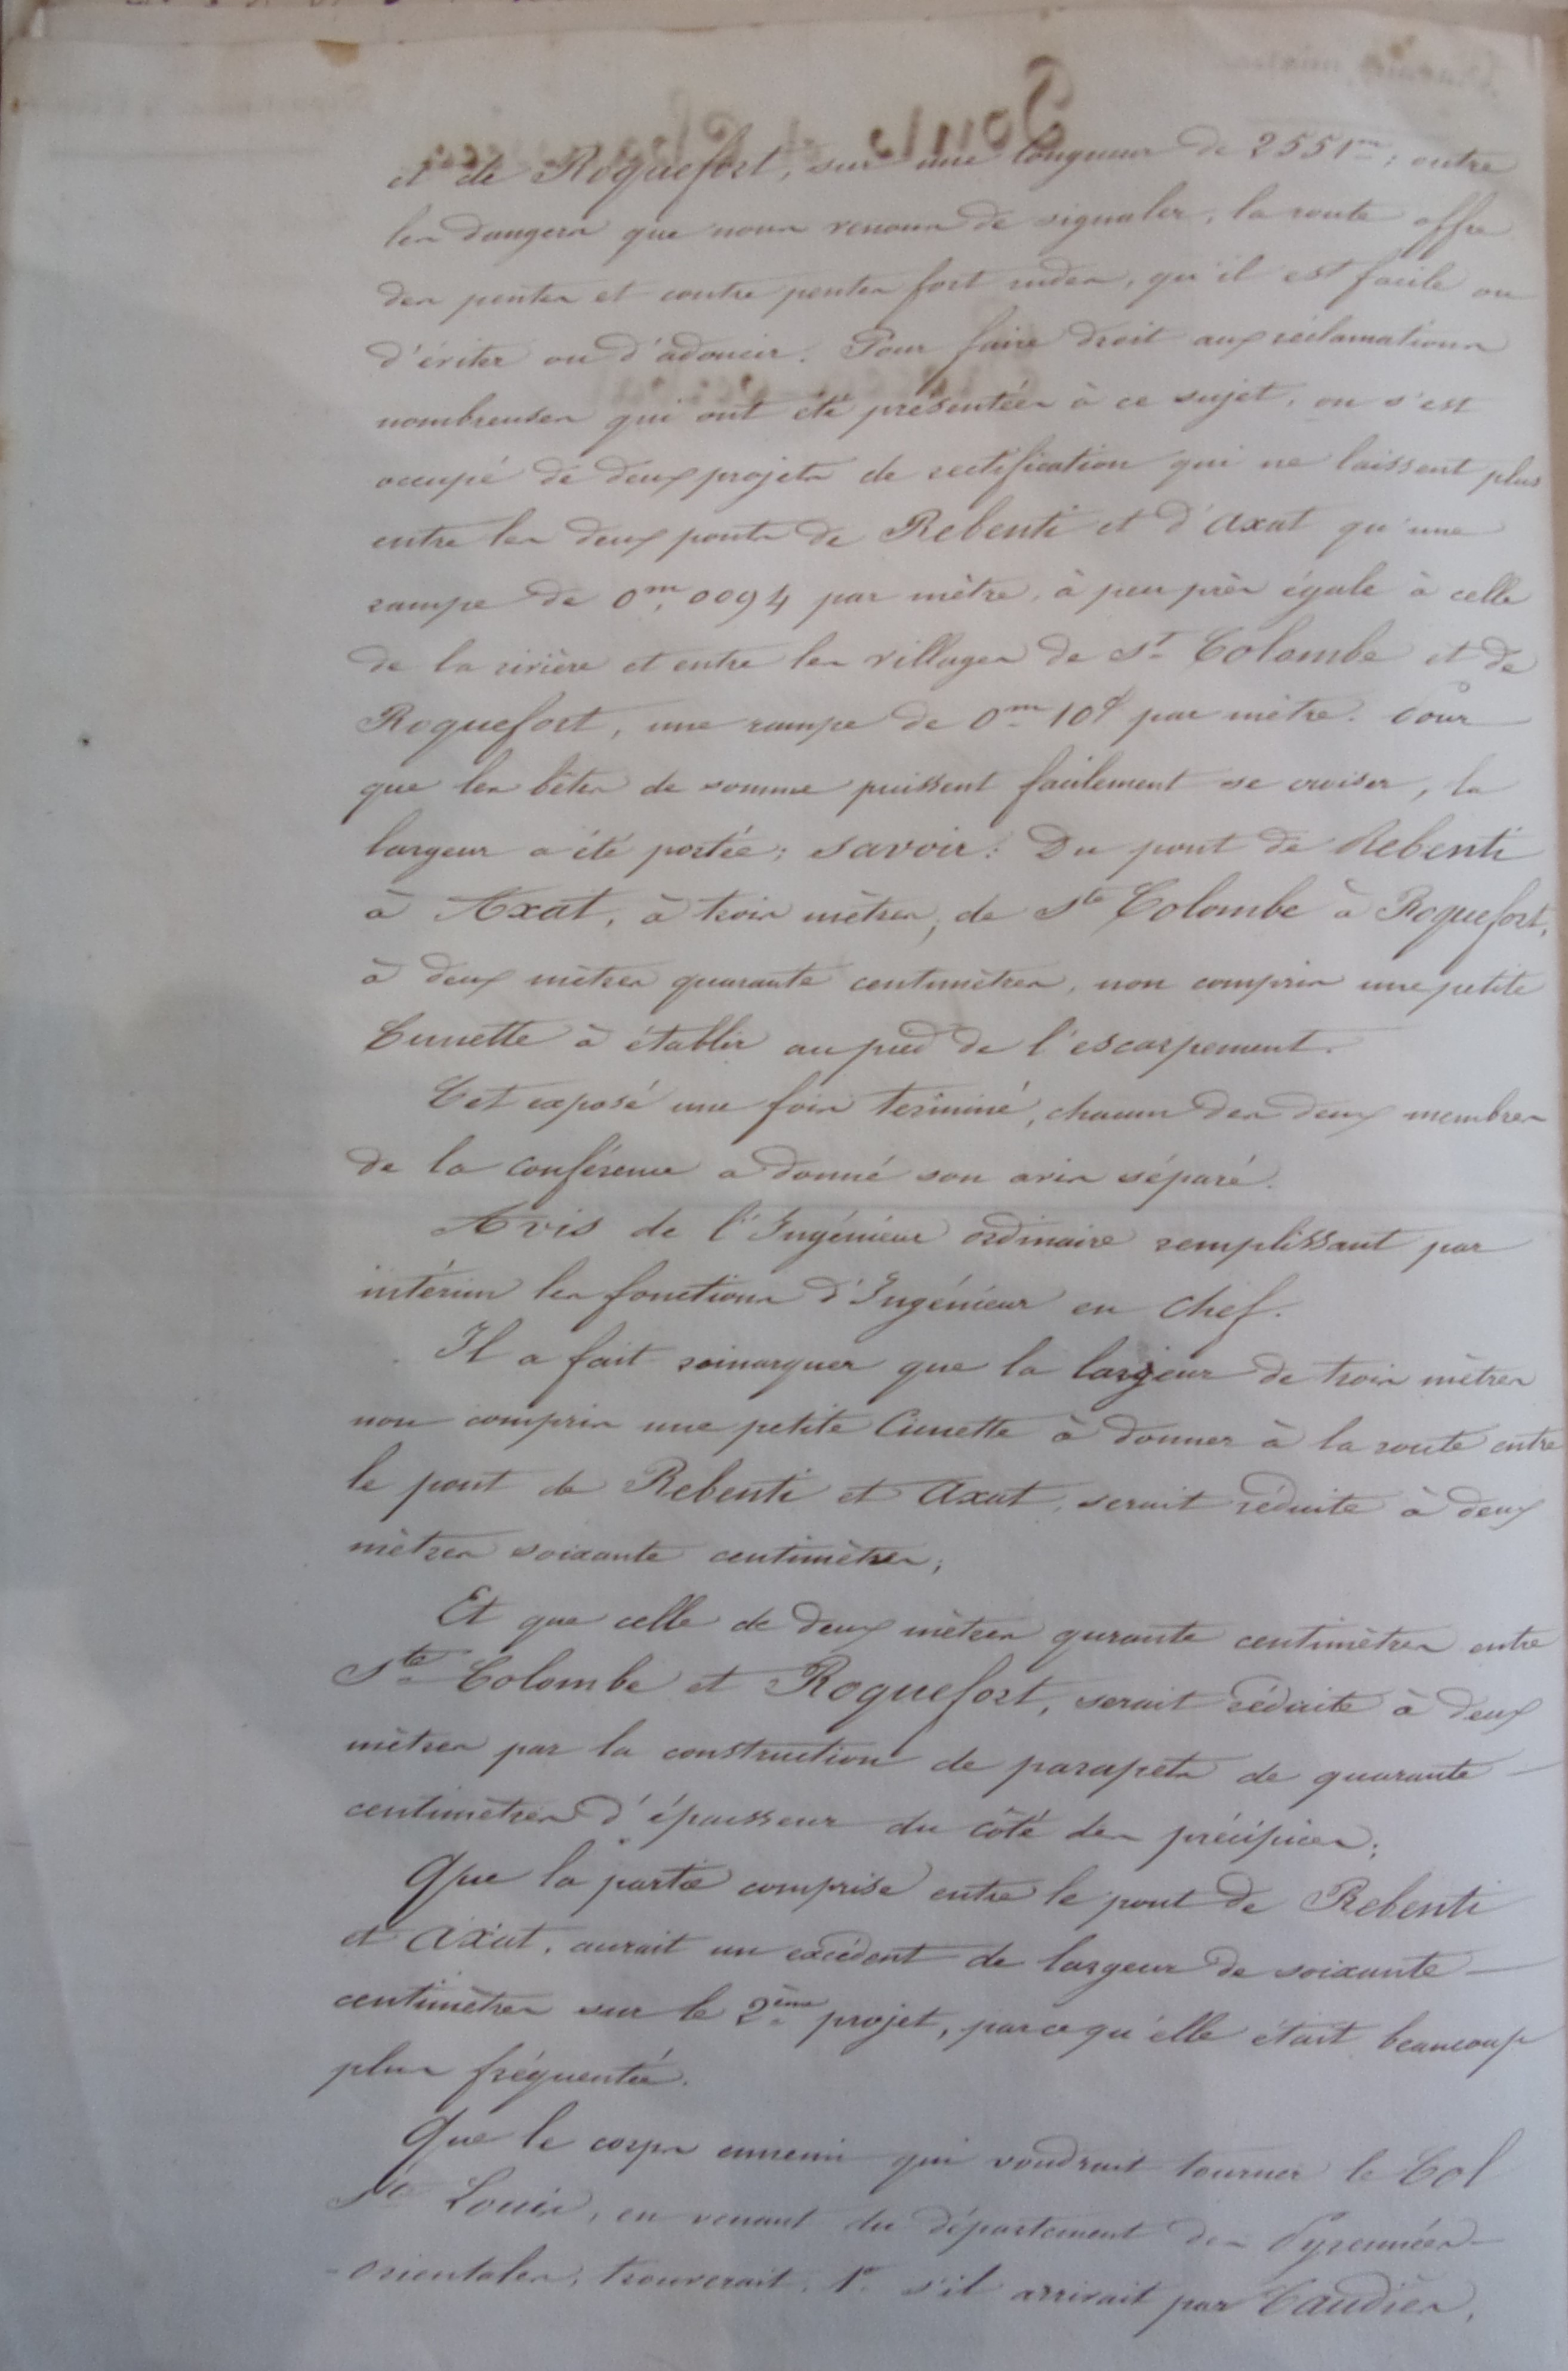 et de Roquefort, sur une longueur de 2551m; outre
les dangers que nous venons de signaler, la route offre
des pentes et contre pentes fort rudes, qu'il est facile ou
d'éviter ou d'adoucir. Pour faire droit aux réclamations
nombreuses qui ont été présentées à ce sujet, on s'est
occupé de deux projets de rectification qui ne laissent plus
entre les deux ponts de Rebenti et d'Axat qu'une
rampe de 0m,0094 par mètre, à peu près égale à celle
de la rivière et entre les villages de Ste Colombe et de
Roquefort, une rampe de 0m 10c par mètre. Pour
que les bêtes de somme puissent facilement se croiser, la
largeur a été portée; savoir: Du pont de Rebenti
à Axat, à trois mètres; de Ste Colombe à Roquefort,
à deux mètres quarante centimètres, non compris une petite
Cunette à établir au pied de l'escarpement.
Cet exposé une fois terminé, chacun des deux membres
de la conférence a donné son avis séparé.
Avis de l'Ingénieur ordinaire remplissant par
intérim les fonctions d'Ingénieur en chef.
Il a fait remarquer que la largeur de trois mètres
non compris une petite Cunette à donner à la route entre
le pont de Rebenti et Axat, serait réduite à deux
mètres soixante centimètres;
Et que celle de deux mètres qurante centimètres entre
Ste Colombe et Roquefort, serait réduite à deux
mètres par la construction de parapets de quarante
centimètres d'épaisseur du côté des précipices;
Que la partie comprise entre le pont de Rebenti
et Axat, aurait un excédent de largeur de soixante
centimètres sur le 2ème projet, parcequ'elle était beaucoup
plus fréquentée.
Que le corps ennemi qui voudrait tourner le Col
St Louis, en venant du département des Pyrennées-
-orientales, trouverait, 1° s'il arrivait par Caudiès,